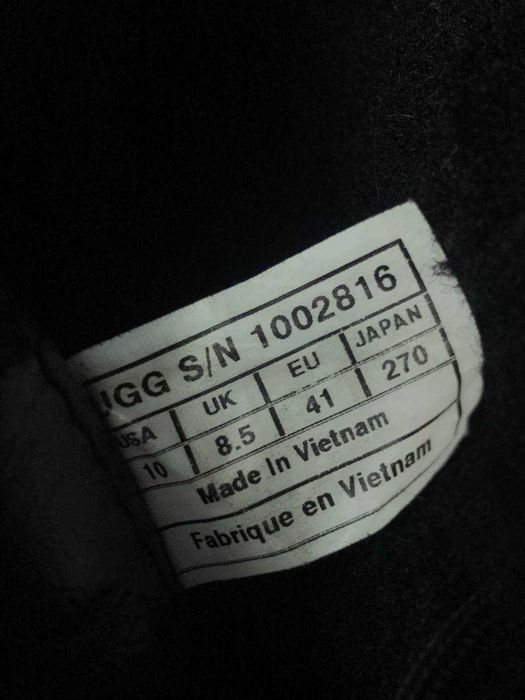 UGG S/N 1002816
USA UK EU JAPAN
10 8.5 41 270
Made In Vietnam
Fabrique en Vietnam